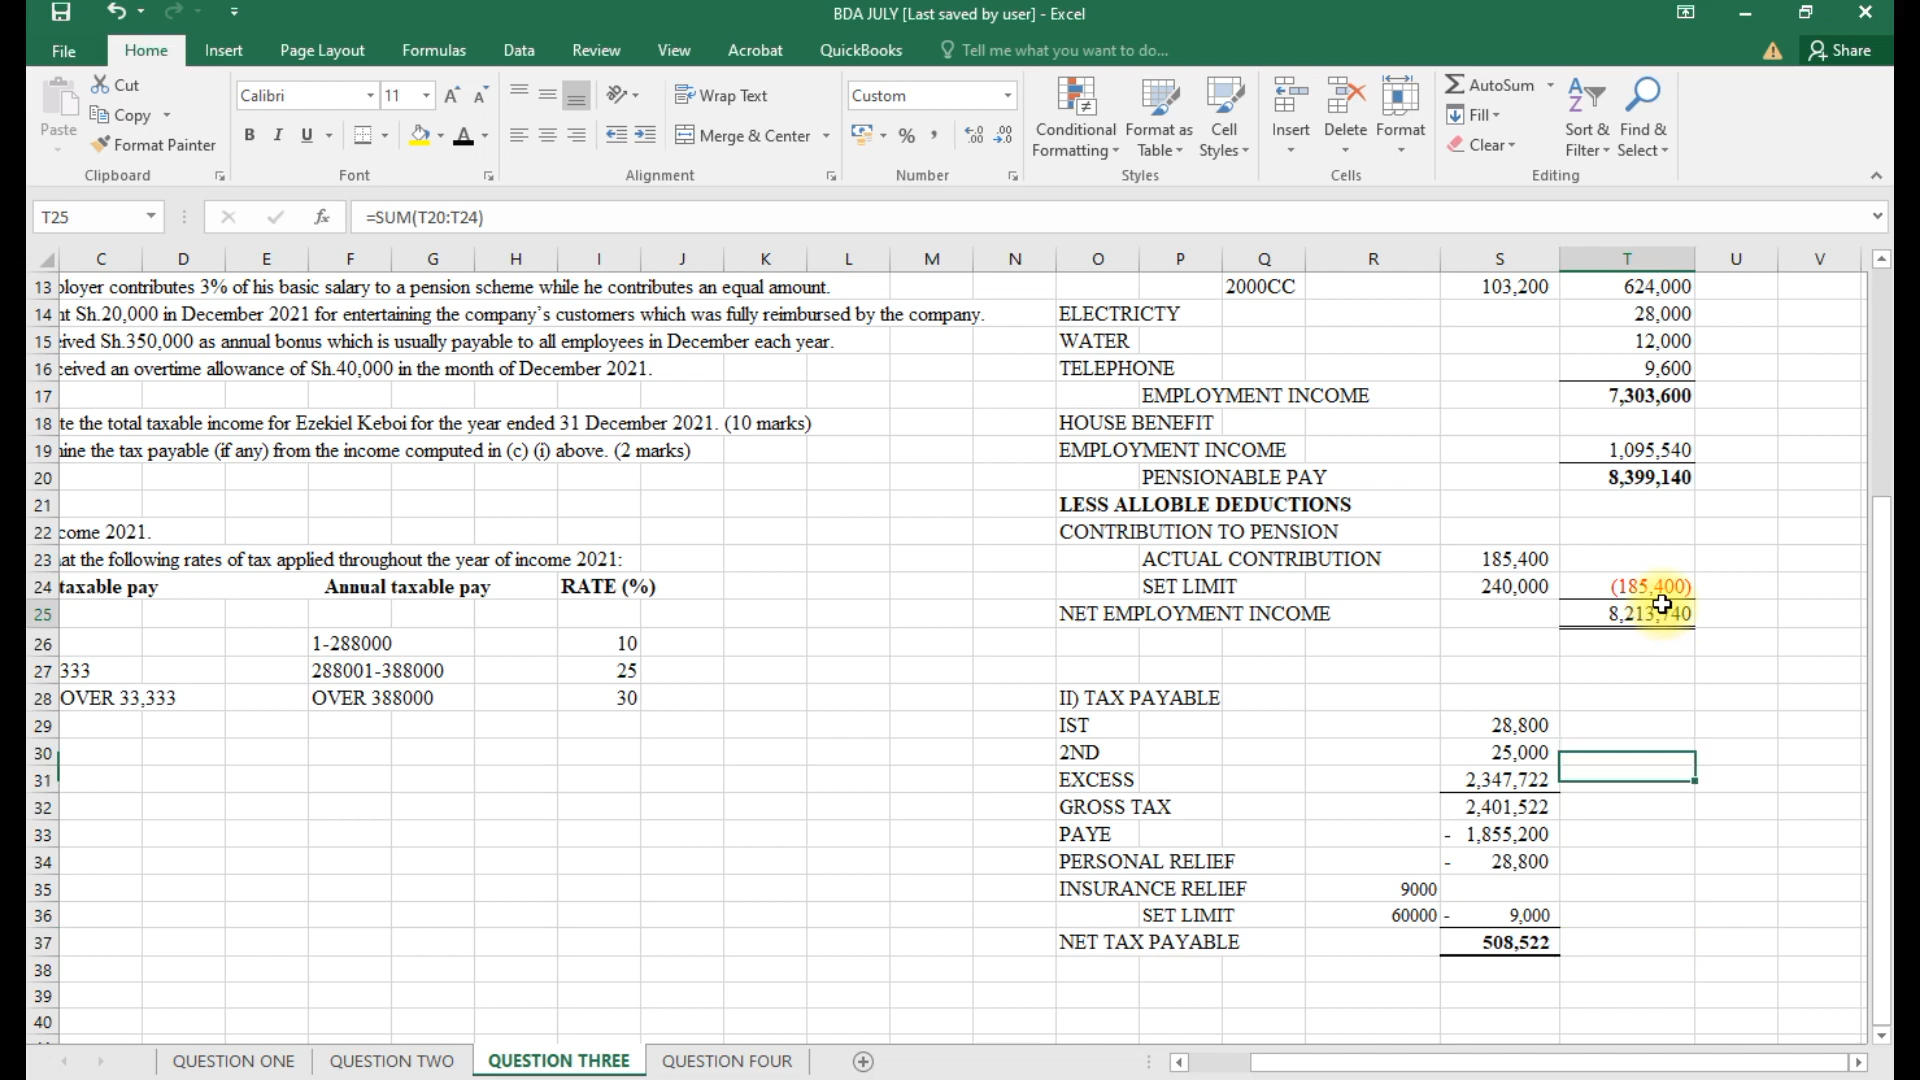 BDA JULY [Last saved by user] - Excel
File Home Insert Page Layout Formulas Data Review View Acrobat QuickBooks Tell me what you want to do... Share
Paste
Cut
Copy
Format Painter
Clipboard
Calibri 11
B I U
Font
Wrap Text
Merge & Center
Alignment
Custom
Number
Conditional Formatting
Format as Table
Cell Styles
Styles
Insert Delete Format
Cells
AutoSum
Fill
Clear
Sort & Filter
Find & Select
Editing
T25 fx =SUM(T20:T24)
C D E F G H I J K L M N O P Q R S T U V
13 ployer contributes 3% of his basic salary to a pension scheme while he contributes an equal amount. 2000CC 103,200 624,000
14 nt Sh.20,000 in December 2021 for entertaining the company's customers which was fully reimbursed by the company. ELECTRICTY 28,000
15 eived Sh.350,000 as annual bonus which is usually payable to all employees in December each year. WATER 12,000
16 ceived an overtime allowance of Sh.40,000 in the month of December 2021. TELEPHONE 9,600
17 EMPLOYMENT INCOME 7,303,600
18 te the total taxable income for Ezekiel Keboi for the year ended 31 December 2021. (10 marks) HOUSE BENEFIT
19 nine the tax payable (if any) from the income computed in (c) (i) above. (2 marks) EMPLOYMENT INCOME 1,095,540
20 PENSIONABLE PAY 8,399,140
21 LESS ALLOBLE DEDUCTIONS
22 come 2021. CONTRIBUTION TO PENSION
23 at the following rates of tax applied throughout the year of income 2021: ACTUAL CONTRIBUTION 185,400
24 taxable pay Annual taxable pay RATE (%) SET LIMIT 240,000 (185,400)
25 NET EMPLOYMENT INCOME 8,213,740
26 1-288000 10
27 333 288001-388000 25
28 OVER 33,333 OVER 388000 30 II) TAX PAYABLE
29 IST 28,800
30 2ND 25,000
31 EXCESS 2,347,722
32 GROSS TAX 2,401,522
33 PAYE - 1,855,200
34 PERSONAL RELIEF - 28,800
35 INSURANCE RELIEF 9000
36 SET LIMIT 60000 - 9,000
37 NET TAX PAYABLE 508,522
38
39
40
QUESTION ONE QUESTION TWO QUESTION THREE QUESTION FOUR